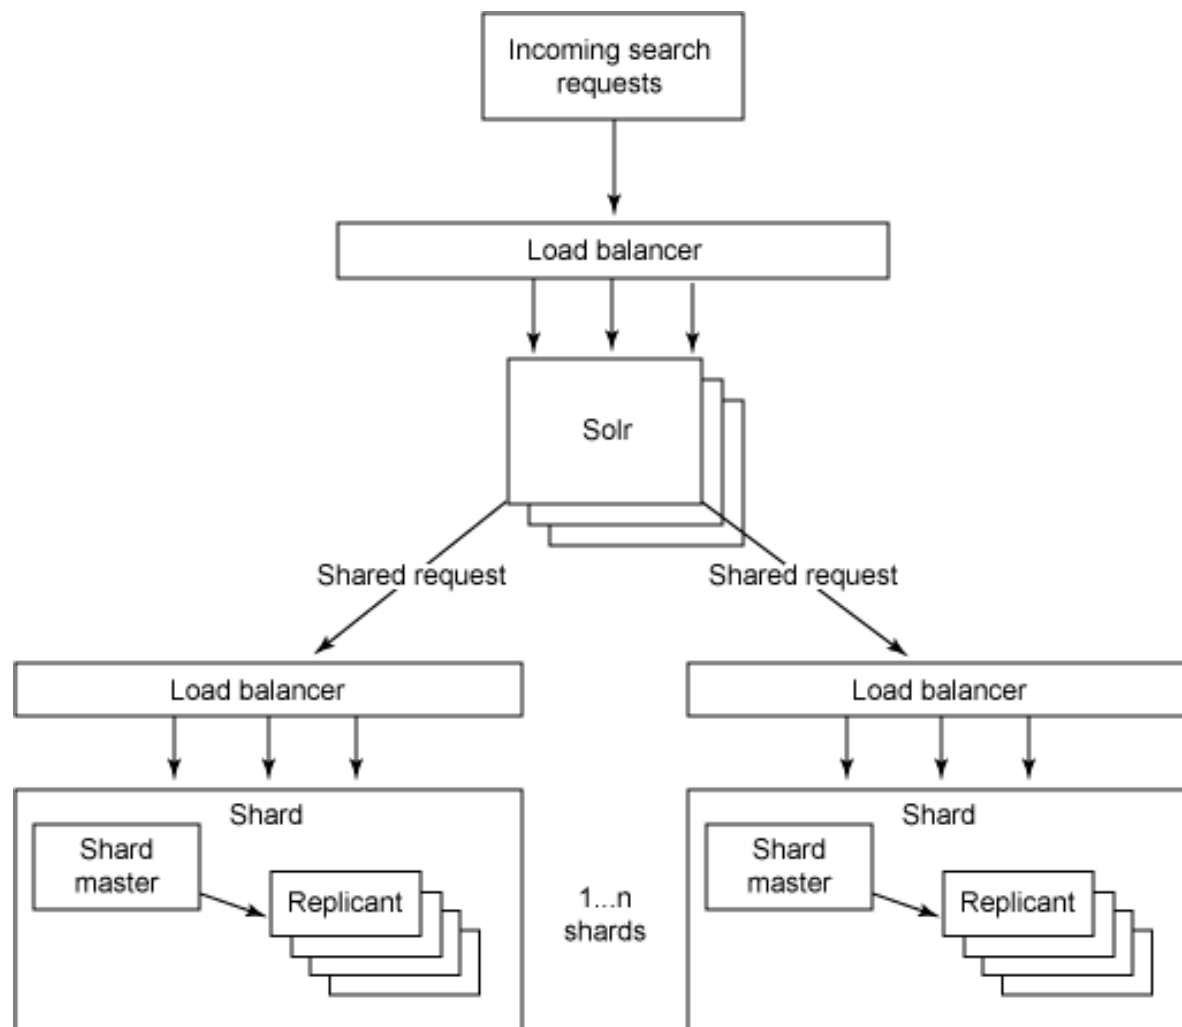 Incoming search
requests
Load balancer
Solr
Shared request
Shared request
Load balancer
Load balancer
Shard
Shard
master
Replicant
1...n
shards
Shard
Shard
master
Replicant